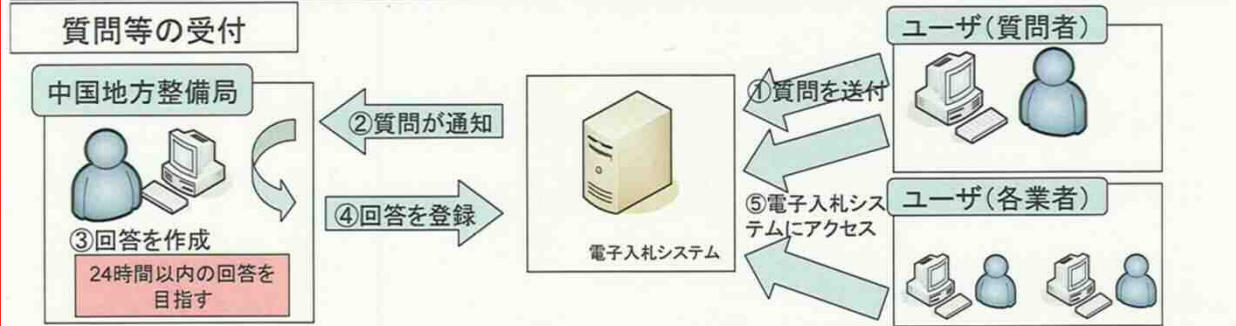 質問等の受付
中国地方整備局
③回答を作成
24時間以内の回答を
目指す
②質問が通知
④回答を登録
電子入札システム
①質問を送付
⑤電子入札シス
テムにアクセス
ユーザ(質問者)
ユーザ(各業者)